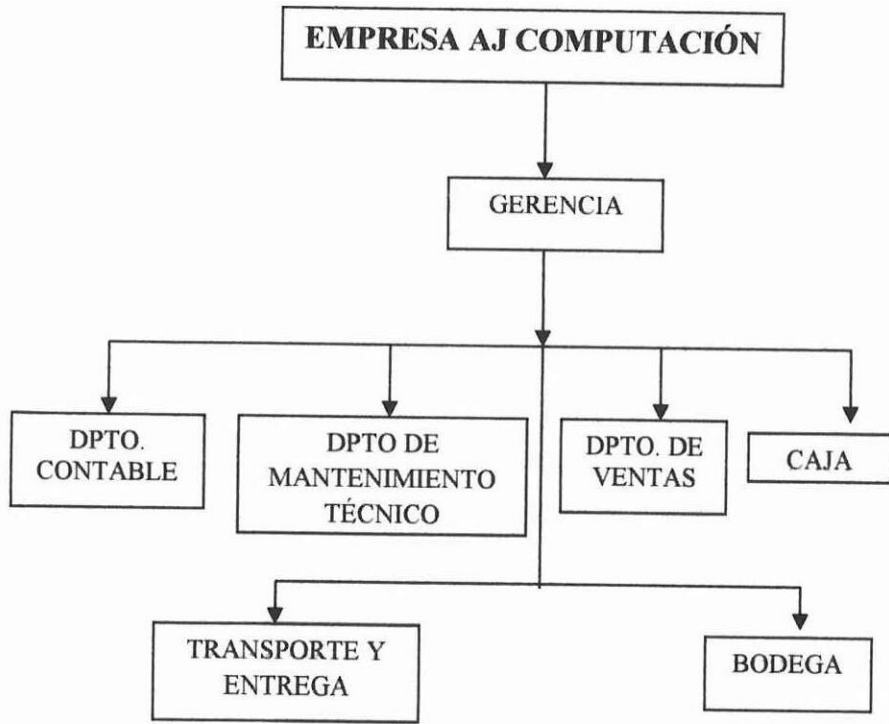 EMPRESA AJ COMPUTACIÓN
GERENCIA
DPTO.
CONTABLE
DPTO DE
MANTENIMIENTO
TÉCNICO
DPTO. DE
VENTAS
CAJA
TRANSPORTE Y
ENTREGA
BODEGA